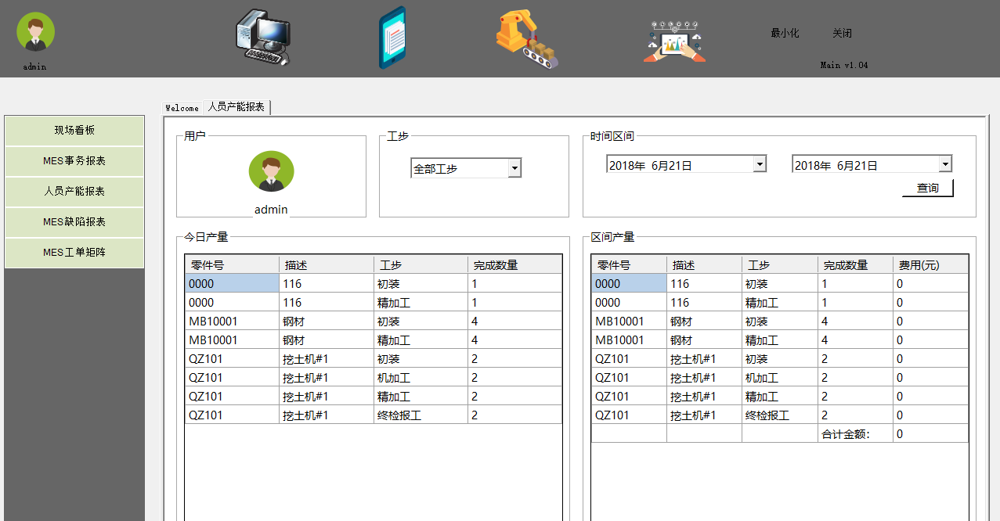 admin
最小化 关闭
Main v1.04
Welcome 人员产能报表
现场看板
MES事务报表
人员产能报表
MES缺陷报表
MES工单矩阵
用户
admin
工步
全部工步
时间区间
2018年 6月21日 2018年 6月21日
查询
今日产量
零件号 描述 工步 完成数量
0000 116 初装 1
0000 116 精加工 1
MB10001 钢材 初装 4
MB10001 钢材 精加工 4
QZ101 挖土机#1 初装 2
QZ101 挖土机#1 机加工 2
QZ101 挖土机#1 精加工 2
QZ101 挖土机#1 终检报工 2
区间产量
零件号 描述 工步 完成数量 费用(元)
0000 116 初装 1 0
0000 116 精加工 1 0
MB10001 钢材 初装 4 0
MB10001 钢材 精加工 4 0
QZ101 挖土机#1 初装 2 0
QZ101 挖土机#1 机加工 2 0
QZ101 挖土机#1 精加工 2 0
QZ101 挖土机#1 终检报工 2 0
合计金额： 0